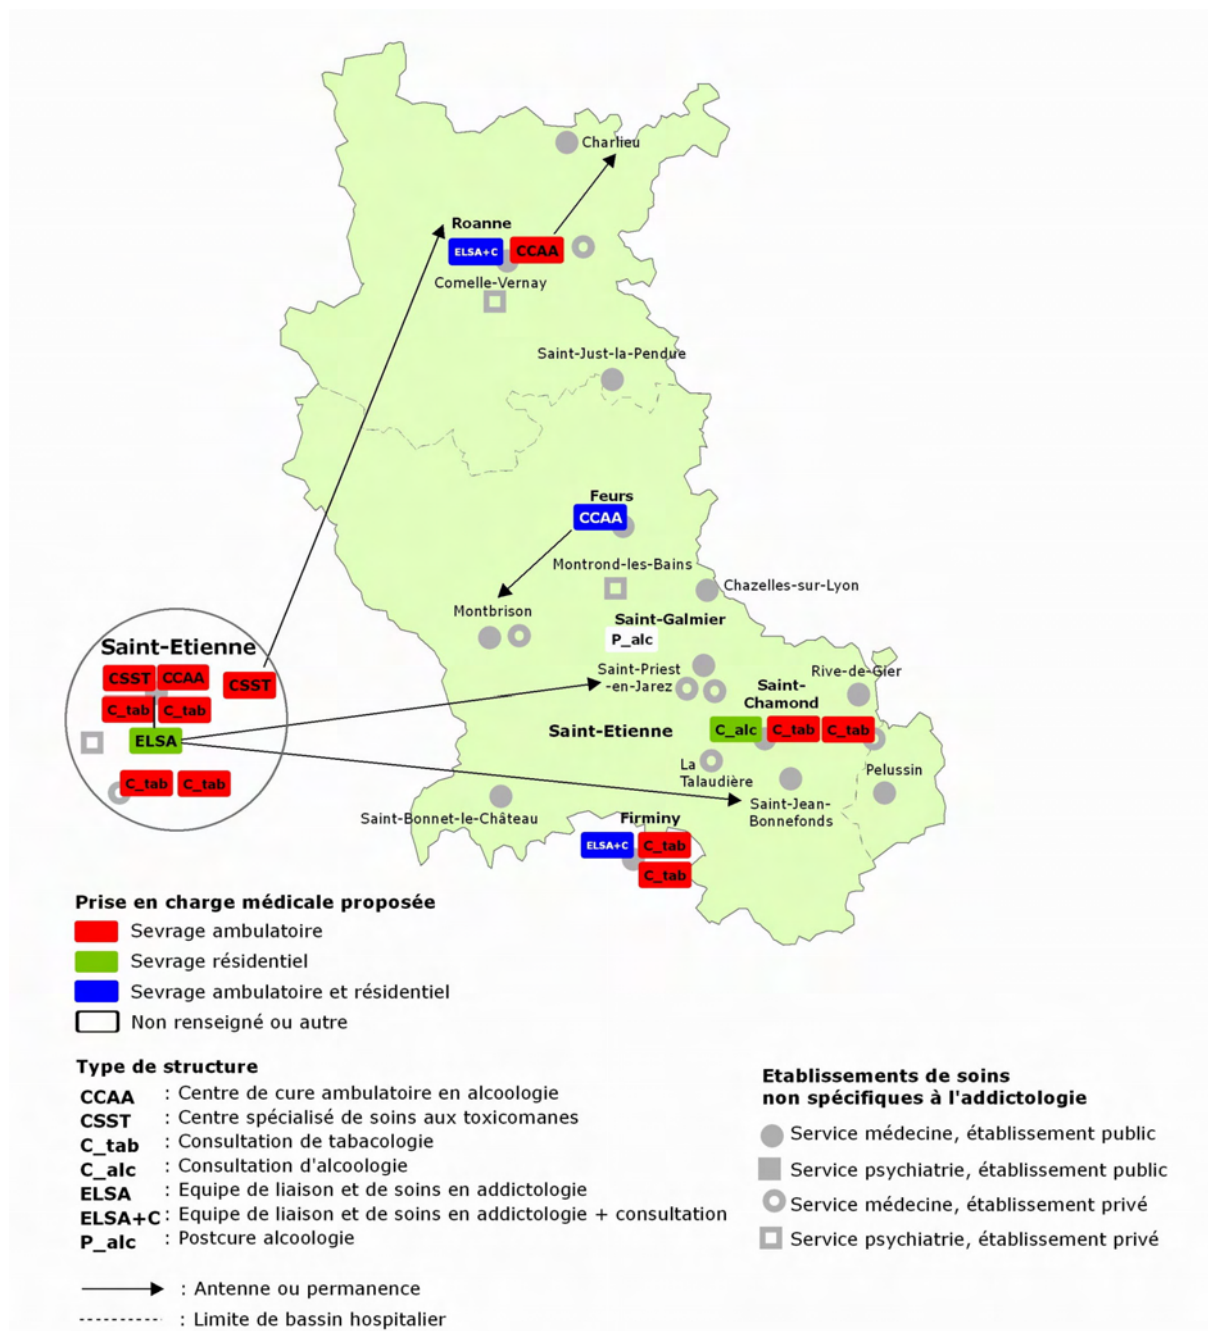 Charlieu
Roanne
ELSA+C
CCAA
Comelle-Vernay
Saint-Just-la-Pendue
Feurs
CCAA
Montrond-les-Bains
Chazelles-sur-Lyon
Montbrison
Saint-Galmier
P_alc
Saint-Etienne
CSST
CCAA
CSST
C_tab
C_tab
ELSA
C_tab
C_tab
Saint-Priest
-en-Jarez
Rive-de-Gier
Saint-
Chamond
Saint-Etienne
C_alc
C_tab
C_tab
La
Talaudière
Pelussin
Saint-Jean-
Bonnefonds
Saint-Bonnet-le-Château
Firminy
ELSA+C
C_tab
C_tab
Prise en charge médicale proposée
Sevrage ambulatoire
Sevrage résidentiel
Sevrage ambulatoire et résidentiel
Non renseigné ou autre
Type de structure
CCAA : Centre de cure ambulatoire en alcoologie
CSST : Centre spécialisé de soins aux toxicomanes
C_tab : Consultation de tabacologie
C_alc : Consultation d'alcoologie
ELSA : Equipe de liaison et de soins en addictologie
ELSA+C : Equipe de liaison et de soins en addictologie + consultation
P_alc : Postcure alcoologie
: Antenne ou permanence
: Limite de bassin hospitalier
Etablissements de soins
non spécifiques à l'addictologie
Service médecine, établissement public
Service psychiatrie, établissement public
Service médecine, établissement privé
Service psychiatrie, établissement privé